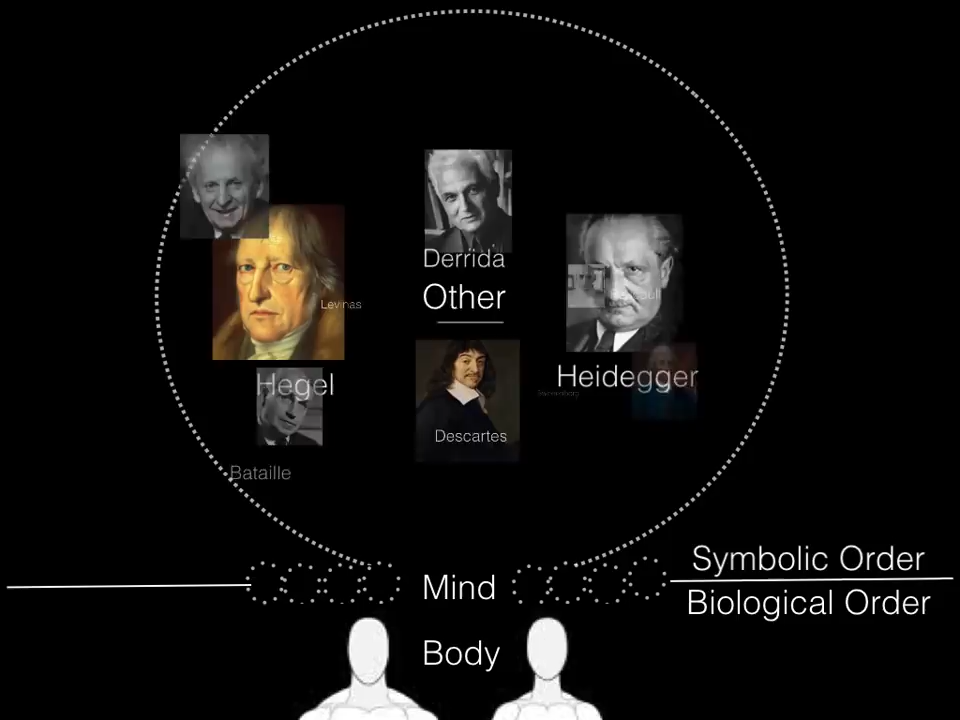 Derrida
Other
Levinas
Hegel
Heidegger
Descartes
Bataille
Symbolic Order
Mind
Biological Order
Body